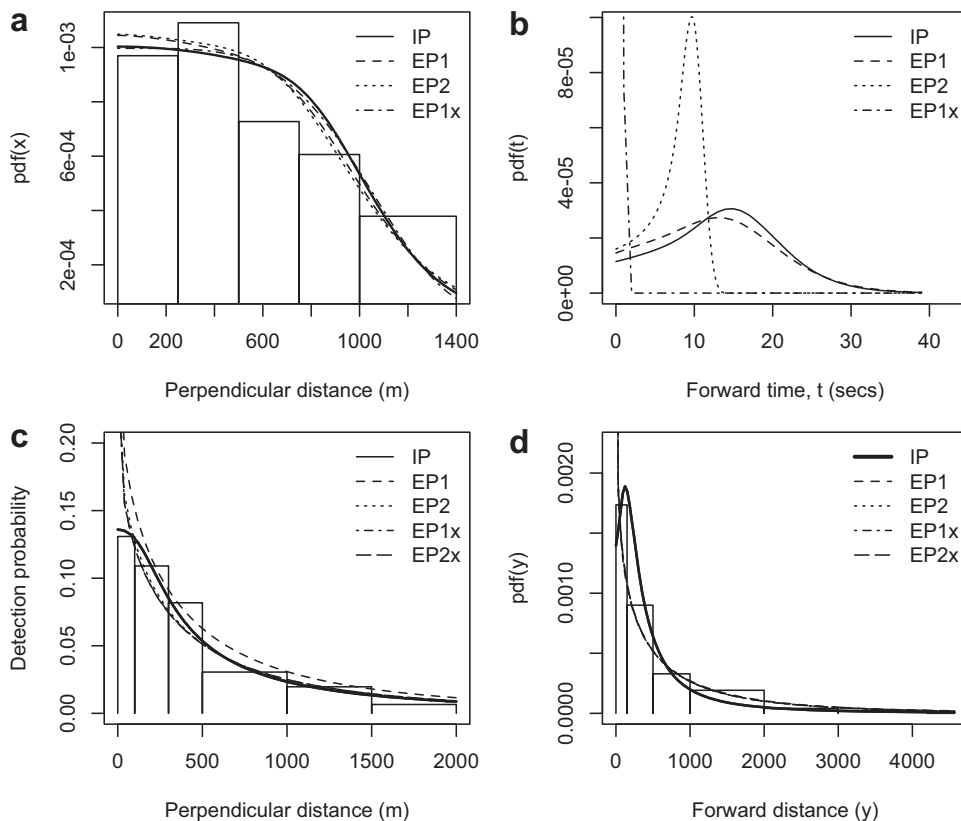 a
pdf(x)
1e-03
6e-04
2e-04
IP
EP1
EP2
EP1x
0 200 600 1000 1400
Perpendicular distance (m)
b
pdf(t)
8e-05
4e-05
0e+00
IP
EP1
EP2
EP1x
0 10 20 30 40
Forward time, t (secs)
c
Detection probability
0.20
0.15
0.10
0.05
0.00
IP
EP1
EP2
EP1x
EP2x
0 500 1000 1500 2000
Perpendicular distance (m)
d
pdf(y)
0.0020
0.0010
0.0000
IP
EP1
EP2
EP1x
EP2x
0 1000 2000 3000 4000
Forward distance (y)